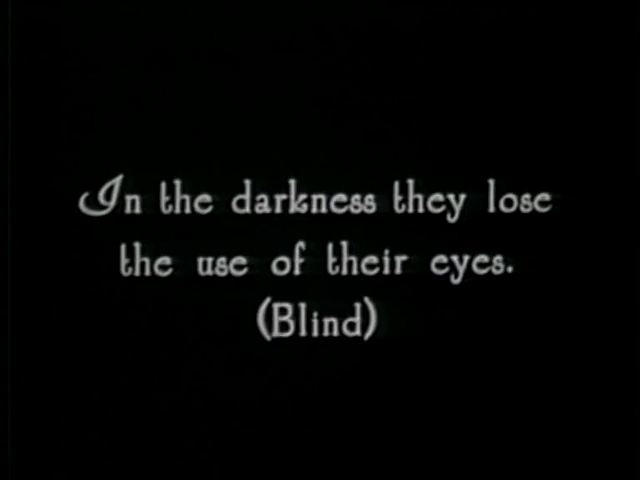 In the darkness they lose
the use of their eyes.
(Blind)